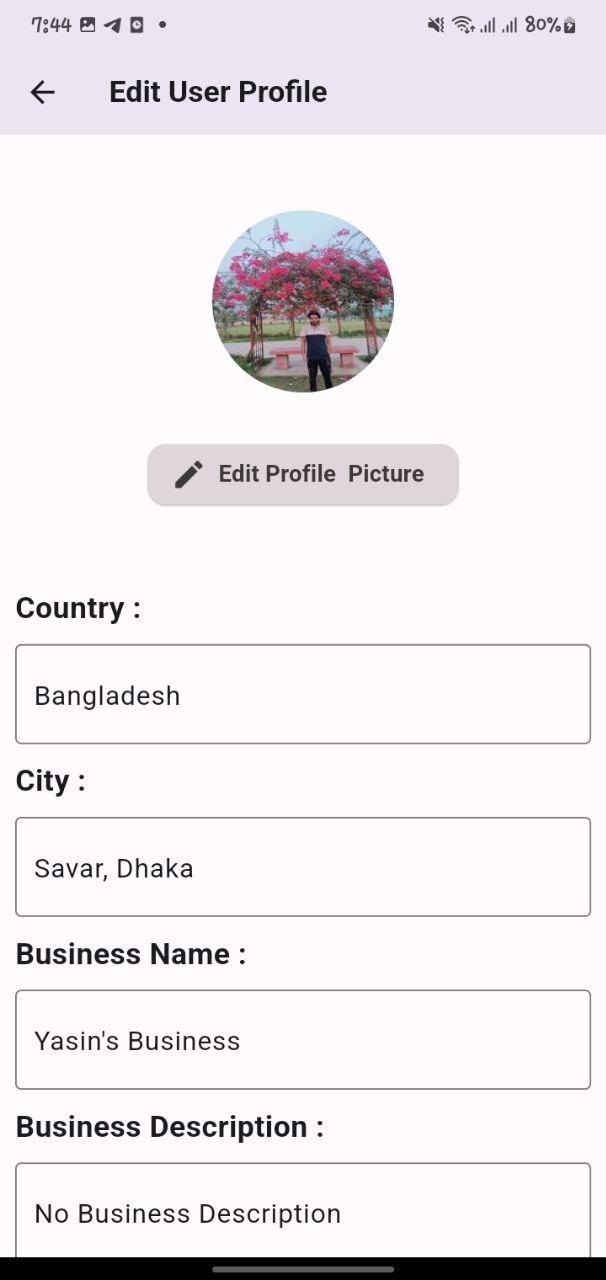 7:44 80%
Edit User Profile
Edit Profile  Picture
Country :
Bangladesh
City :
Savar, Dhaka
Business Name :
Yasin's Business
Business Description :
No Business Description